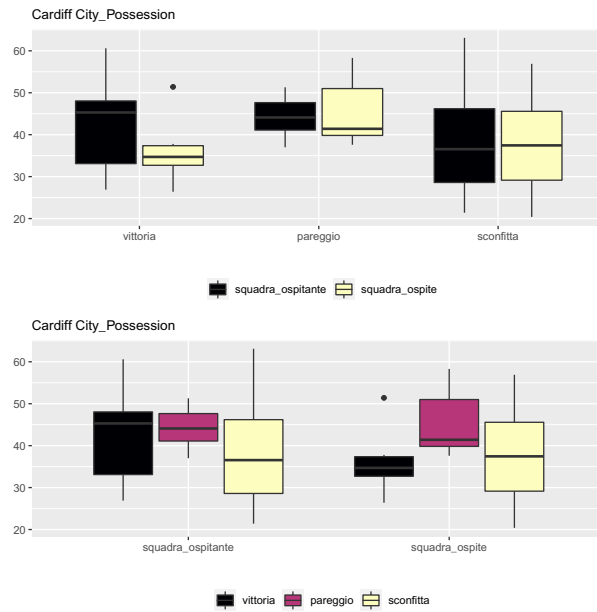 Cardiff City_Possession
60
50
40
30
20
vittoria pareggio sconfitta
squadra_ospitante squadra_ospite
Cardiff City_Possession
60
50
40
30
20
squadra_ospitante squadra_ospite
vittoria pareggio sconfitta